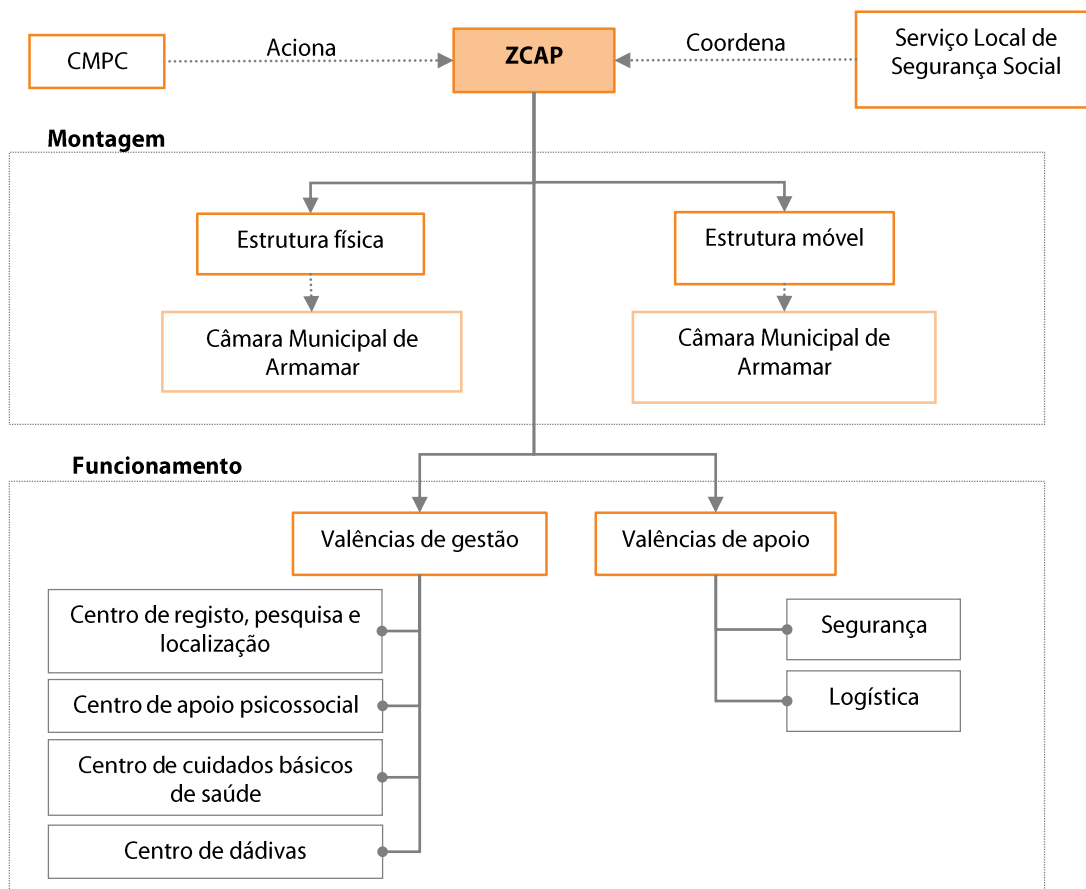 CMPC
Aciona
ZCAP
Coordena
Serviço Local de
Segurança Social
Montagem
Estrutura física
Estrutura móvel
Câmara Municipal de
Armamar
Câmara Municipal de
Armamar
Funcionamento
Valências de gestão
Valências de apoio
Centro de registo, pesquisa e
localização
Centro de apoio psicossocial
Centro de cuidados básicos
de saúde
Centro de dádivas
Segurança
Logística